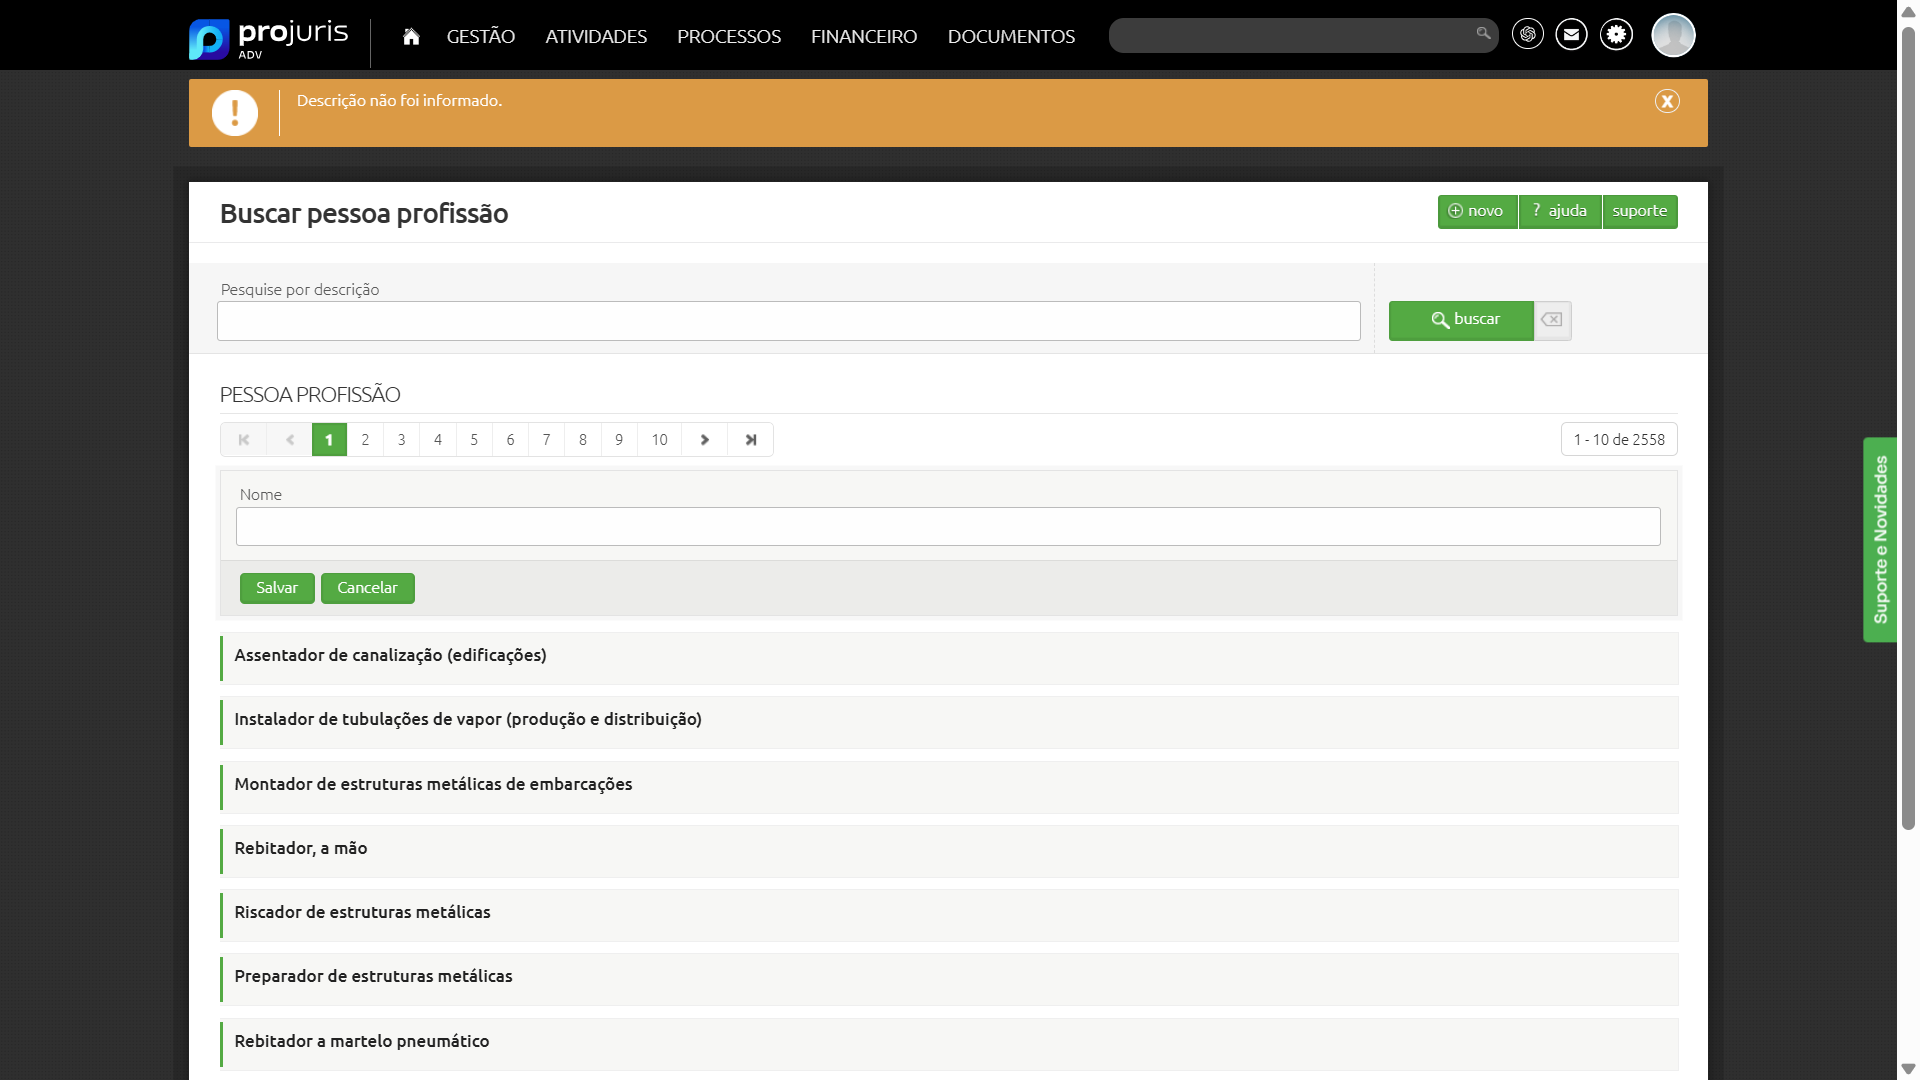 projuris
ADV
GESTÃO
ATIVIDADES
PROCESSOS
FINANCEIRO
DOCUMENTOS
Descrição não foi informado.
Buscar pessoa profissão
novo
? ajuda
suporte
Pesquise por descrição
buscar
PESSOA PROFISSÃO
1 2 3 4 5 6 7 8 9 10
1 - 10 de 2558
Nome
Salvar
Cancelar
Suporte e Novidades
Assentador de canalização (edificações)
Instalador de tubulações de vapor (produção e distribuição)
Montador de estruturas metálicas de embarcações
Rebitador, a mão
Riscador de estruturas metálicas
Preparador de estruturas metálicas
Rebitador a martelo pneumático